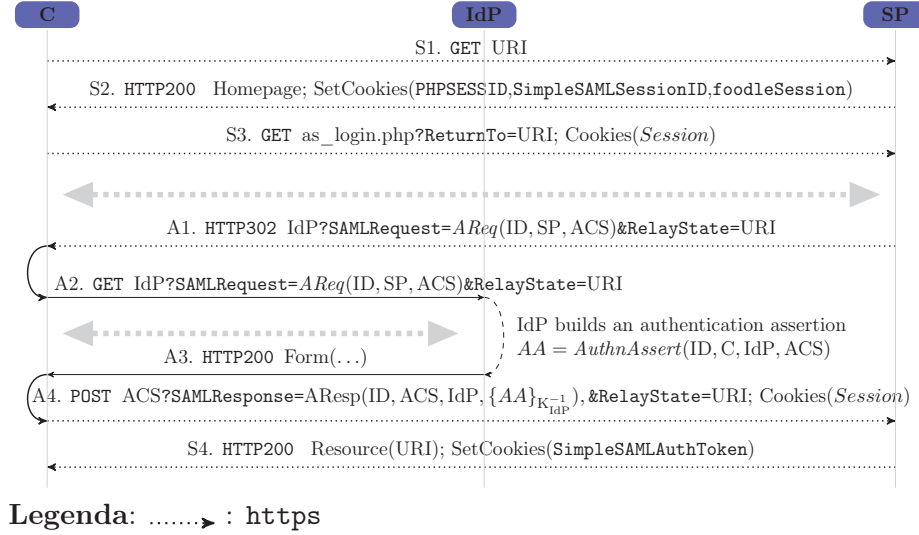 C IdP SP
S1. GET URI
S2. HTTP200 Homepage; SetCookies(PHPSESSID,SimpleSAMLSessionID,foodleSession)
S3. GET as_login.php?ReturnTo=URI; Cookies(Session)
A1. HTTP302 IdP?SAMLRequest=AReq(ID, SP, ACS)&RelayState=URI
A2. GET IdP?SAMLRequest=AReq(ID, SP, ACS)&RelayState=URI
IdP builds an authentication assertion
AA = AuthnAssert(ID, C, IdP, ACS)
A3. HTTP200 Form(...)
A4. POST ACS?SAMLResponse=AResp(ID, ACS, IdP, {AA}_{K_{IdP}^{-1}}),&RelayState=URI; Cookies(Session)
S4. HTTP200 Resource(URI); SetCookies(SimpleSAMLAuthToken)
Legenda: ........ : https